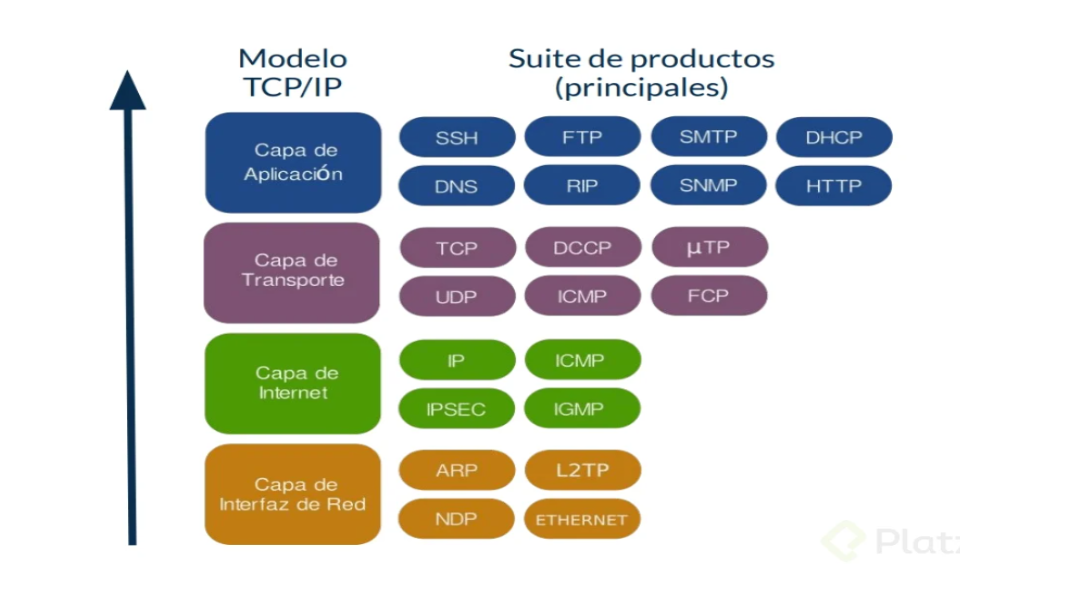 Modelo
TCP/IP
Suite de productos
(principales)
Capa de
Aplicación
SSH
FTP
SMTP
DHCP
DNS
RIP
SNMP
HTTP
Capa de
Transporte
TCP
DCCP
µTP
UDP
ICMP
FCP
Capa de
Internet
IP
ICMP
IPSEC
IGMP
Capa de
Interfaz de Red
ARP
L2TP
NDP
ETHERNET
Platz